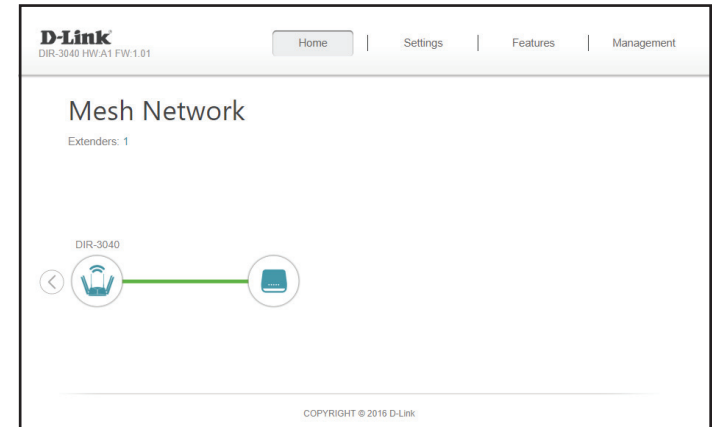 D-Link
DIR-3040 HW:A1 FW:1.01
Home | Settings | Features | Management
Mesh Network
Extenders: 1
DIR-3040
COPYRIGHT © 2016 D-Link